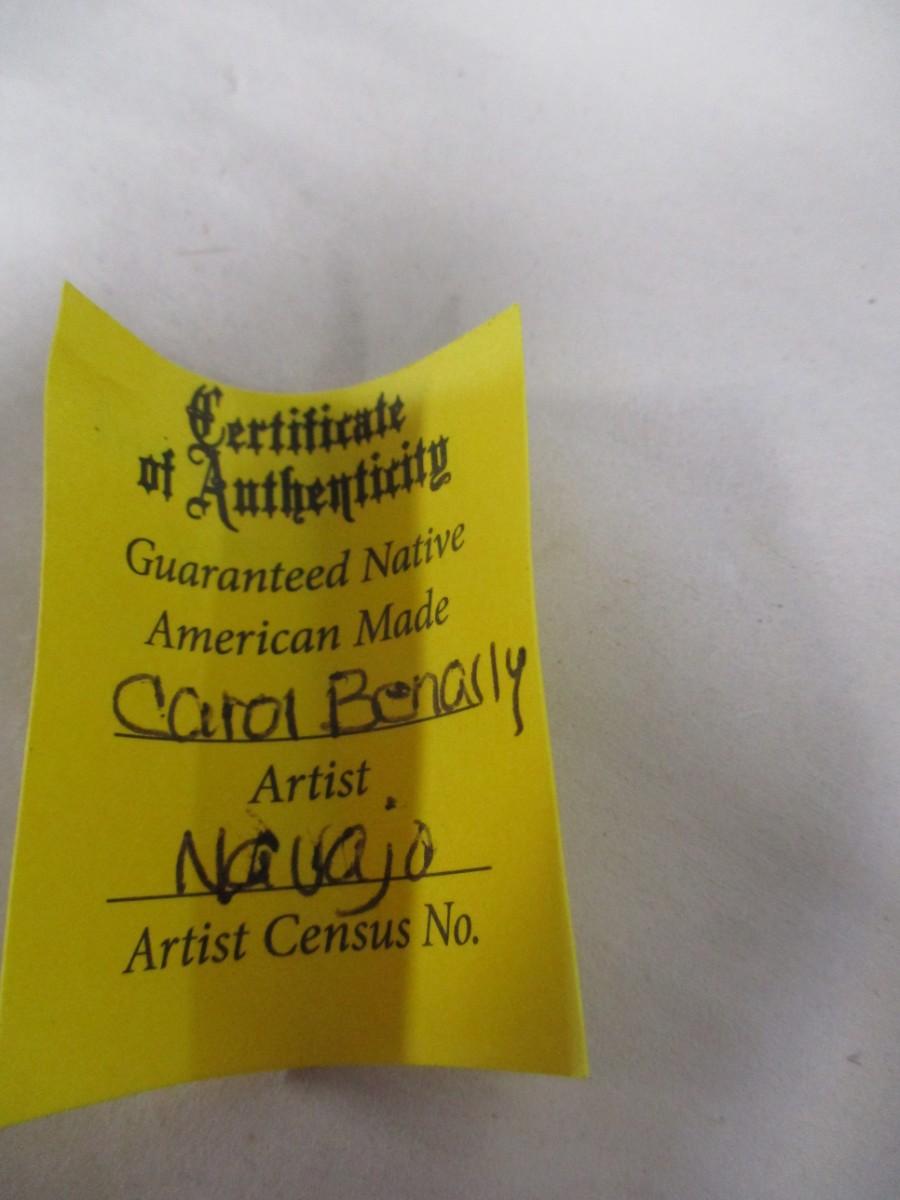 Certificate
of Authenticity
Guaranteed Native
American Made
Carol Benally
Artist
Navajo
Artist Census No.